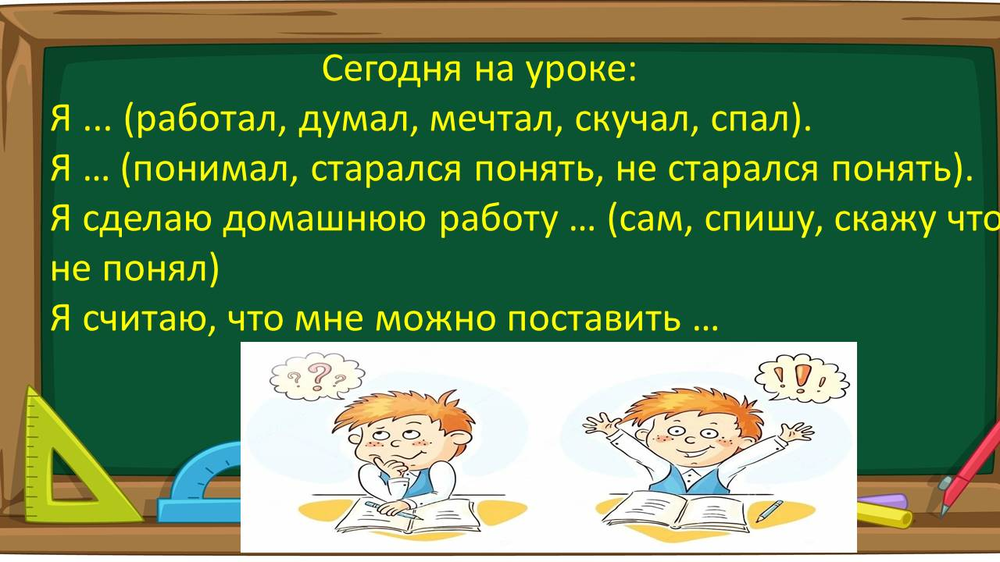 Сегодня на уроке:
Я ... (работал, думал, мечтал, скучал, спал).
Я … (понимал, старался понять, не старался понять).
Я сделаю домашнюю работу … (сам, спишу, скажу что
не понял)
Я считаю, что мне можно поставить …
???
!!!